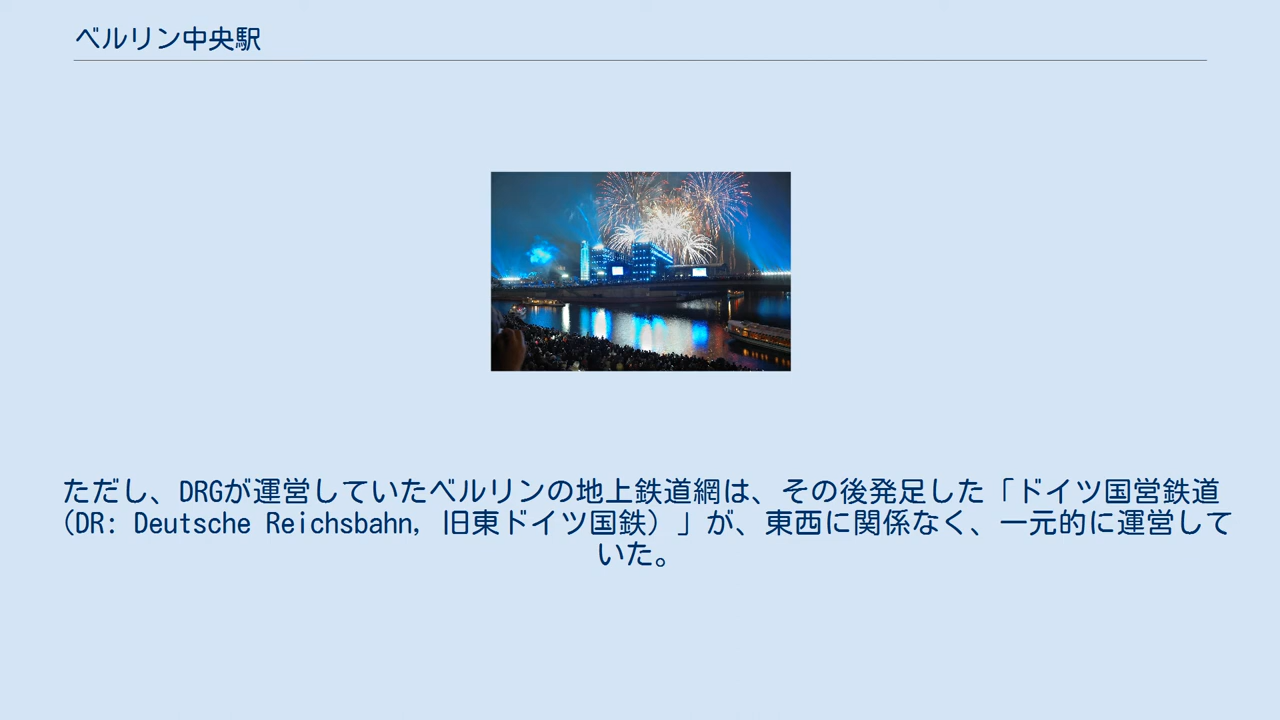 ベルリン中央駅
ただし、DRGが運営していたベルリンの地上鉄道網は、その後発足した「ドイツ国営鉄道
(DR: Deutsche Reichsbahn, 旧東ドイツ国鉄）」が、東西に関係なく、一元的に運営して
いた。